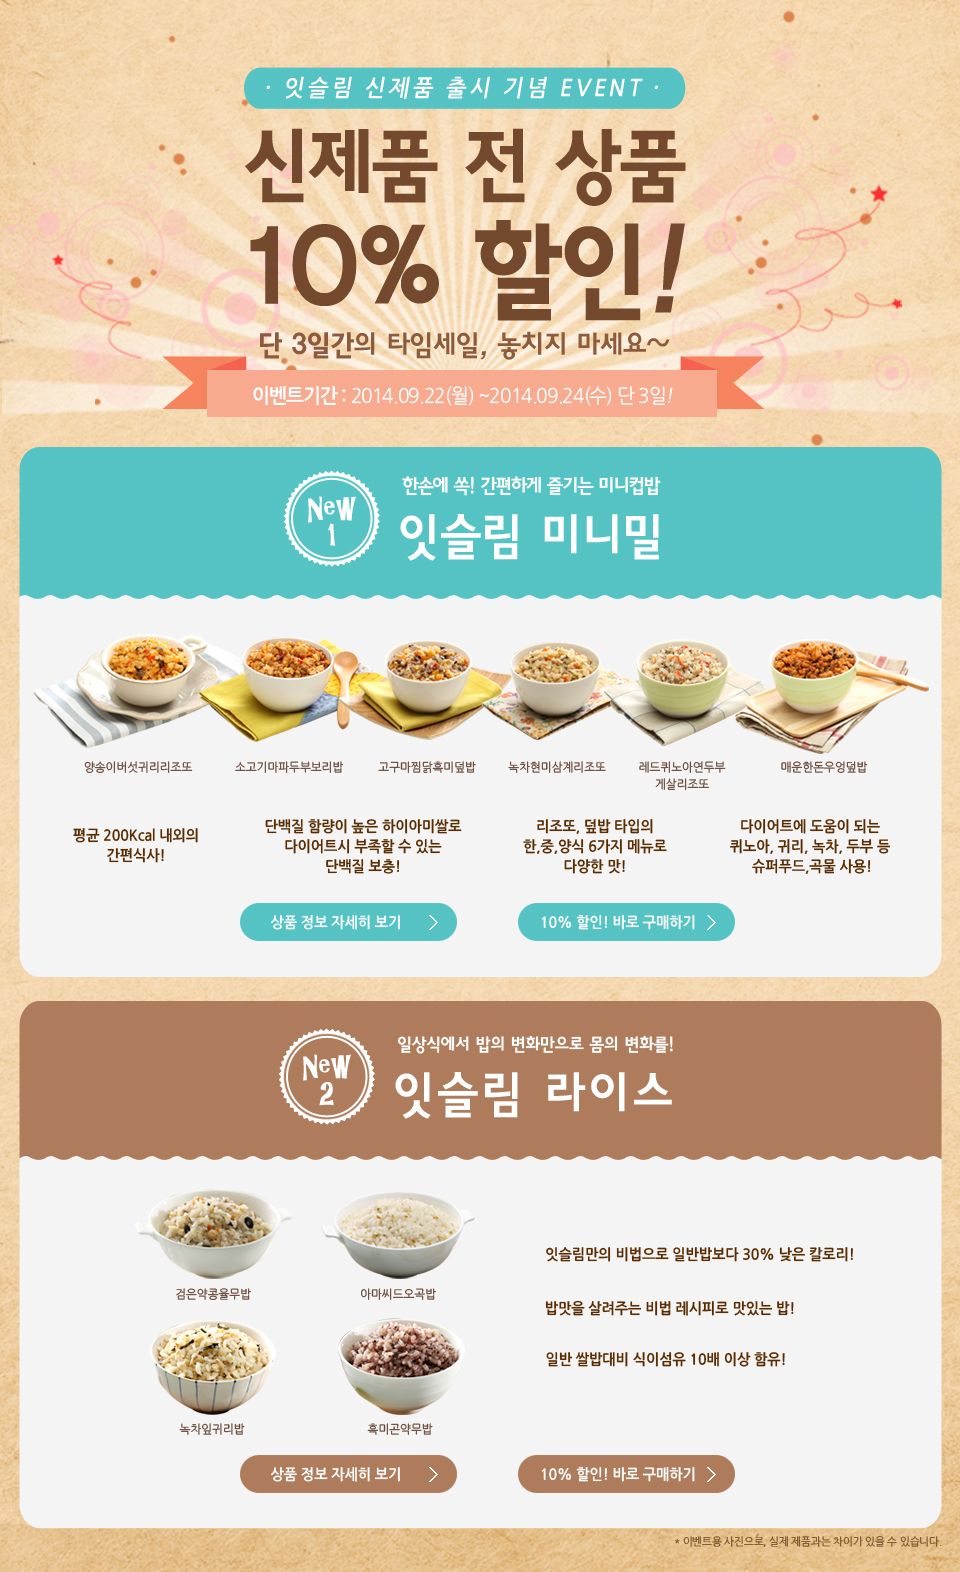 · 잇슬림 신제품 출시 기념 EVENT ·
신제품 전 상품
10% 할인!
단 3일간의 타임세일, 놓치지 마세요~
이벤트기간 : 2014.09.22(월) ~2014.09.24(수) 단 3일!
NeW
1
한손에 쏙! 간편하게 즐기는 미니컵밥
잇슬림 미니밀
양송이버섯귀리리조또
소고기마파두부보리밥
고구마찜닭흑미덮밥
녹차현미삼계리조또
레드퀴노아연두부
게살리조또
매운한돈우엉덮밥
평균 200Kcal 내외의
간편식사!
단백질 함량이 높은 하이아미쌀로
다이어트시 부족할 수 있는
단백질 보충!
리조또, 덮밥 타입의
한,중,양식 6가지 메뉴로
다양한 맛!
다이어트에 도움이 되는
퀴노아, 귀리, 녹차, 두부 등
슈퍼푸드,곡물 사용!
상품 정보 자세히 보기
10% 할인! 바로 구매하기
NeW
2
일상식에서 밥의 변화만으로 몸의 변화를!
잇슬림 라이스
검은약콩율무밥
아마씨드오곡밥
녹차잎귀리밥
흑미곤약무밥
잇슬림만의 비법으로 일반밥보다 30% 낮은 칼로리!
밥맛을 살려주는 비법 레시피로 맛있는 밥!
일반 쌀밥대비 식이섬유 10배 이상 함유!
상품 정보 자세히 보기
10% 할인! 바로 구매하기
* 이벤트용 사진으로, 실제 제품과는 차이가 있을 수 있습니다.